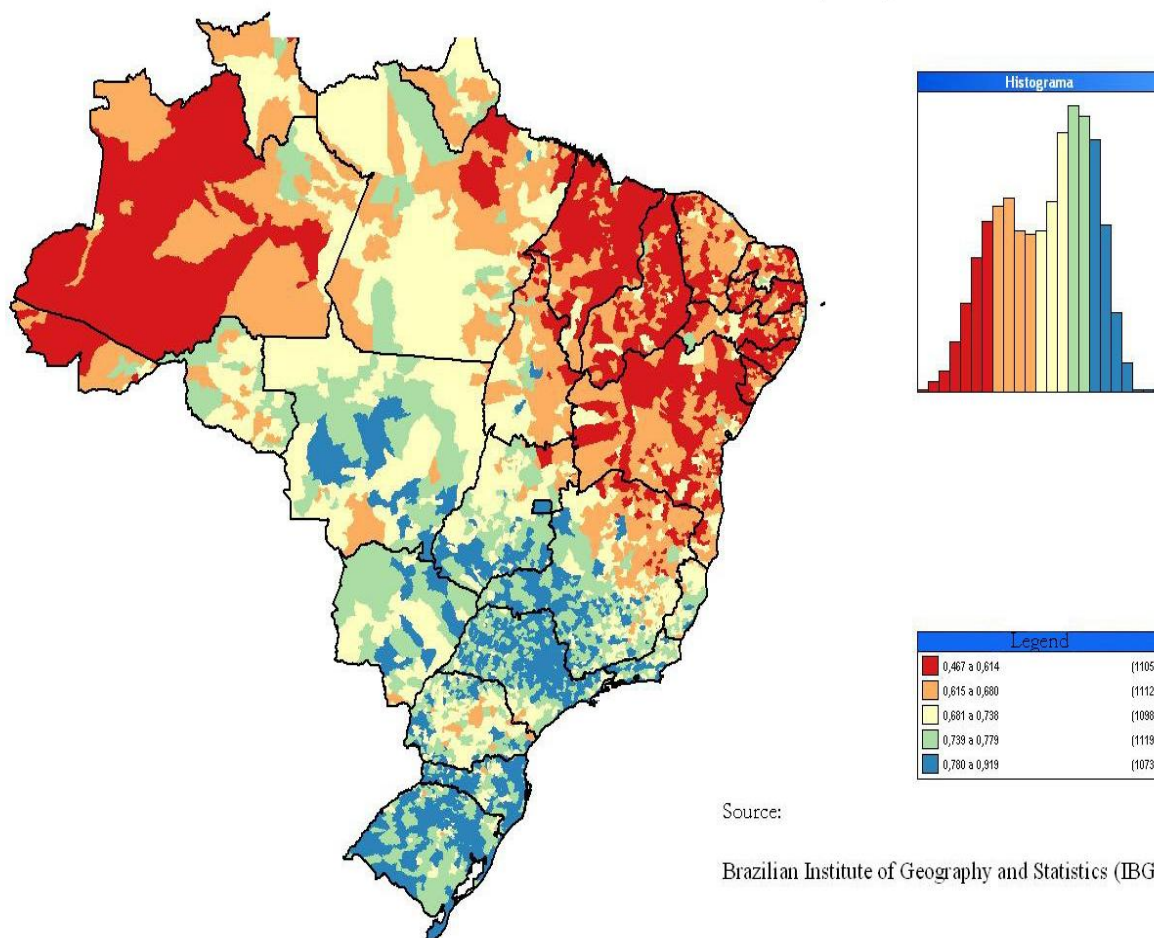 Histograma
Legend
0,467 a 0,614 (1105
0,615 a 0,680 (1112
0,681 a 0,738 (1098
0,739 a 0,779 (1119
0,780 a 0,919 (1073
Source:
Brazilian Institute of Geography and Statistics (IBG